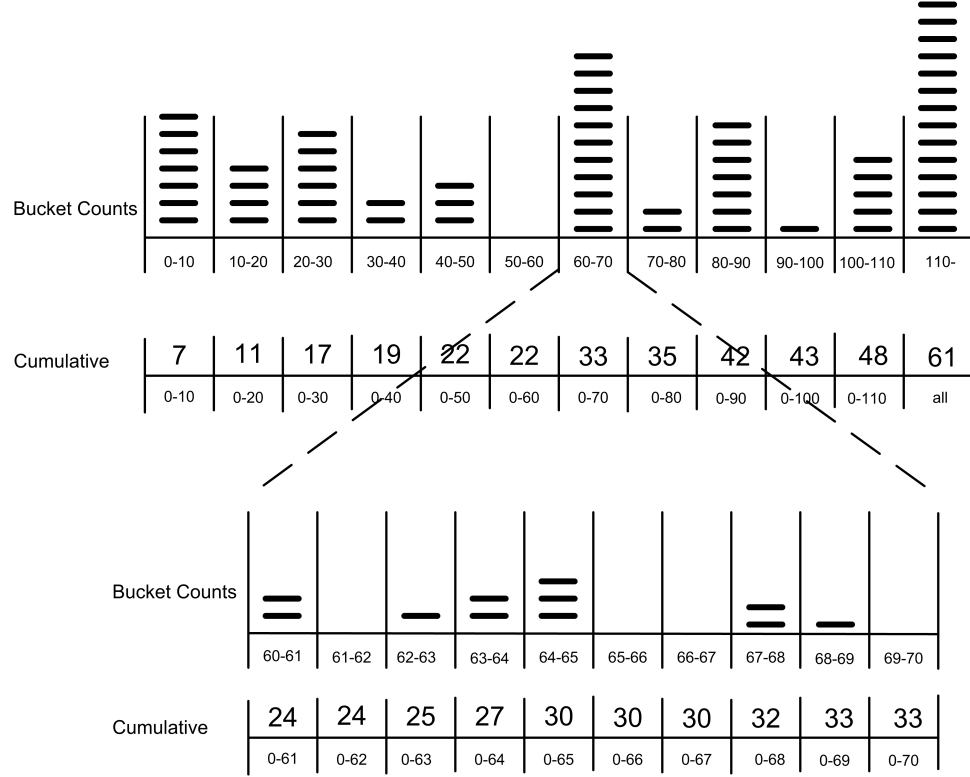 Bucket Counts
0-10 10-20 20-30 30-40 40-50 50-60 60-70 70-80 80-90 90-100 100-110 110-
Cumulative 7 11 17 19 22 22 33 35 42 43 48 61
0-10 0-20 0-30 0-40 0-50 0-60 0-70 0-80 0-90 0-100 0-110 all
Bucket Counts
60-61 61-62 62-63 63-64 64-65 65-66 66-67 67-68 68-69 69-70
Cumulative 24 24 25 27 30 30 30 32 33 33
0-61 0-62 0-63 0-64 0-65 0-66 0-67 0-68 0-69 0-70